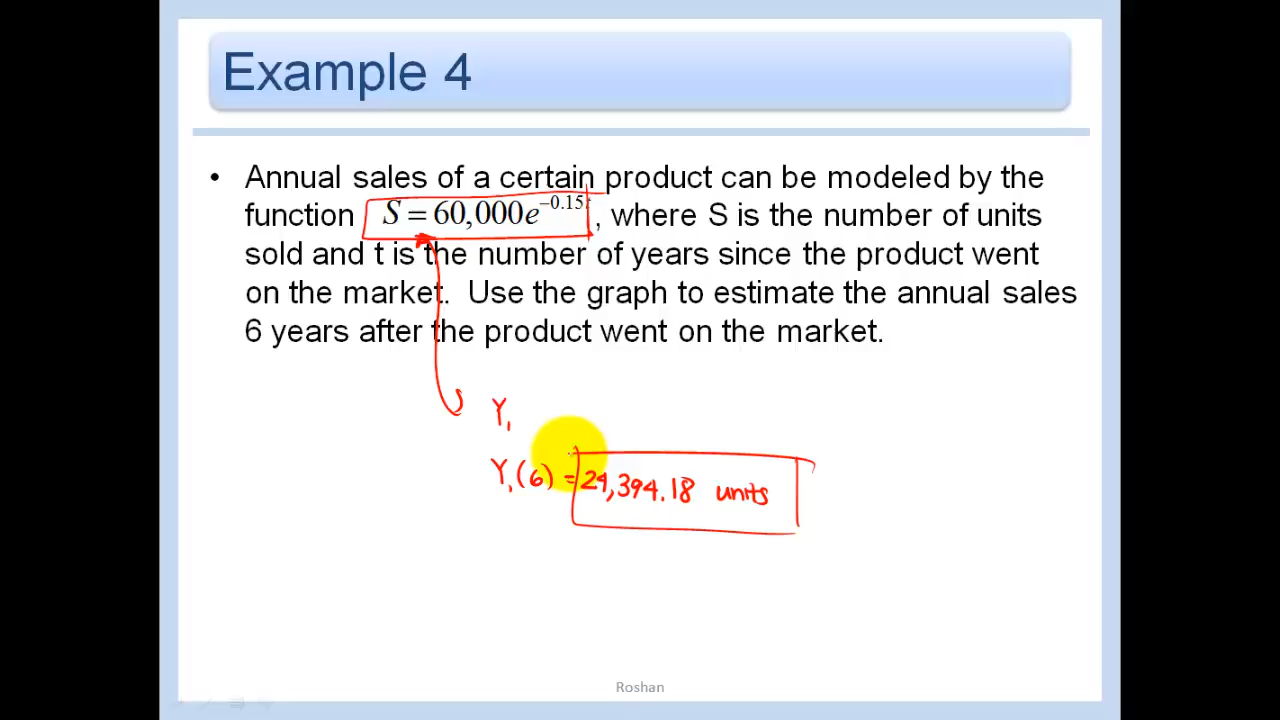 Example 4
• Annual sales of a certain product can be modeled by the
function S = 60,000e^{-0.15t}, where S is the number of units
sold and t is the number of years since the product went
on the market. Use the graph to estimate the annual sales
6 years after the product went on the market.
Y₁
Y₁(6) = 24,394.18 units
Roshan